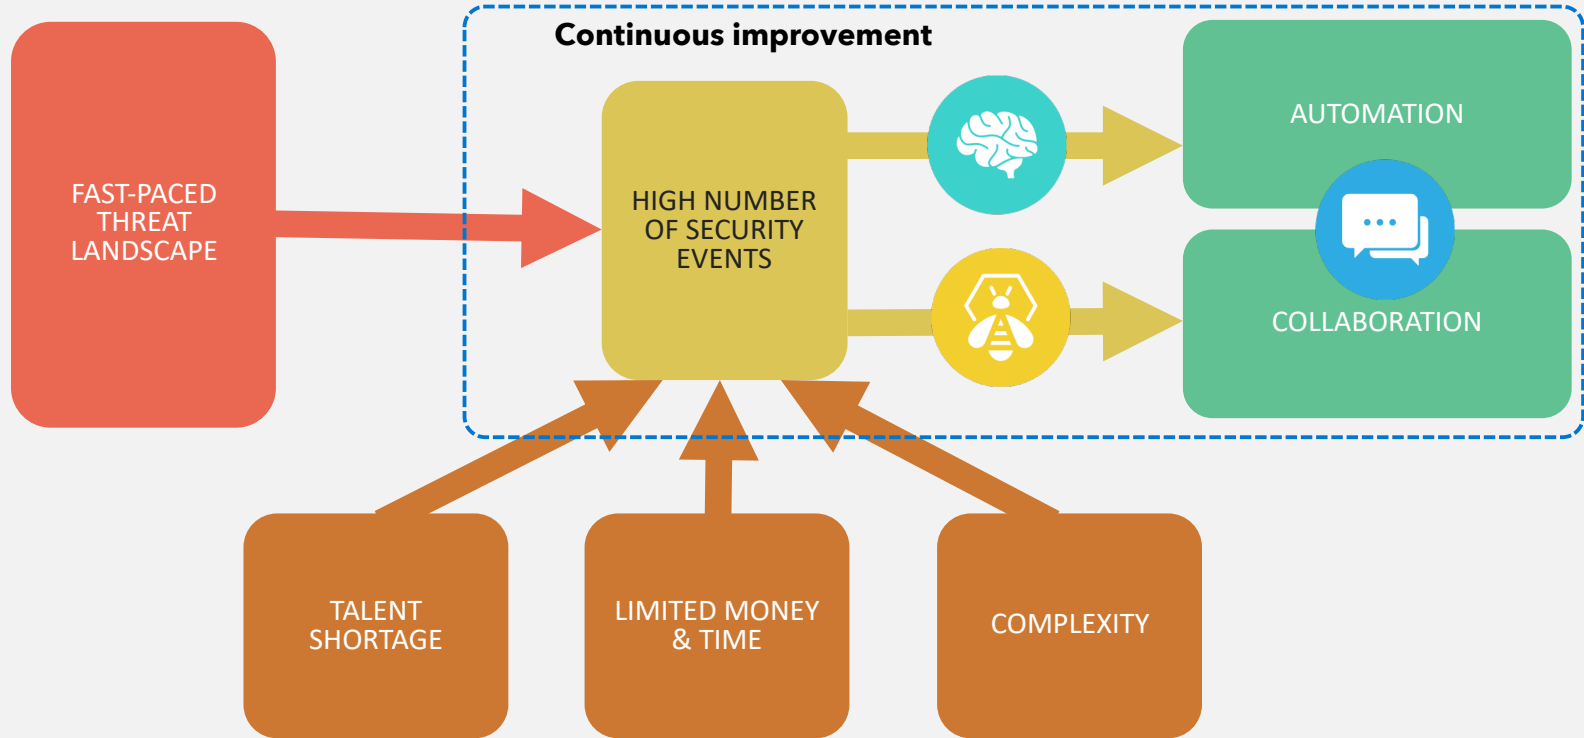 Continuous improvement
FAST-PACED
THREAT
LANDSCAPE
HIGH NUMBER
OF SECURITY
EVENTS
AUTOMATION
COLLABORATION
TALENT
SHORTAGE
LIMITED MONEY
& TIME
COMPLEXITY